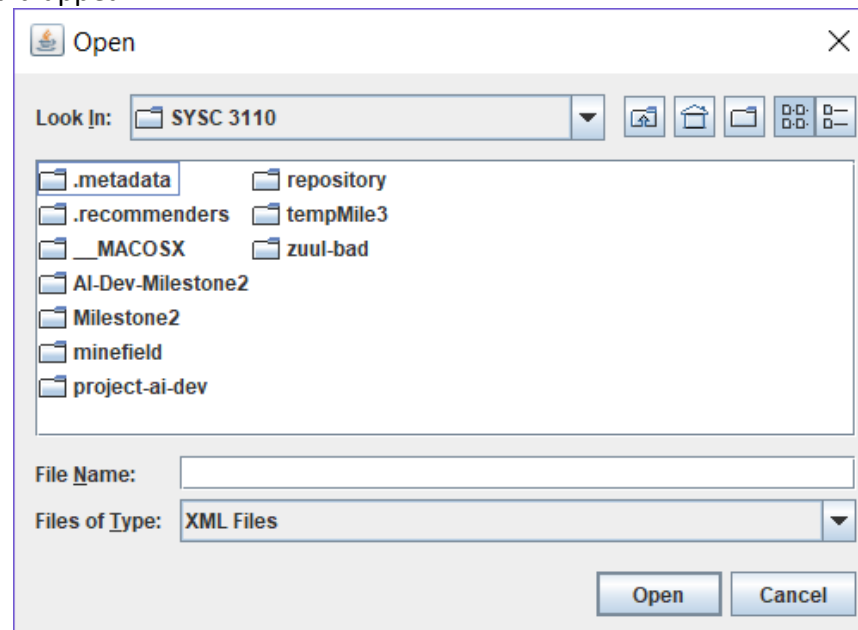 Open
Look In: SYSC 3110
.metadata repository
.recommenders tempMile3
__MACOSX zuul-bad
AI-Dev-Milestone2
Milestone2
minefield
project-ai-dev
File Name:
Files of Type: XML Files
Open Cancel